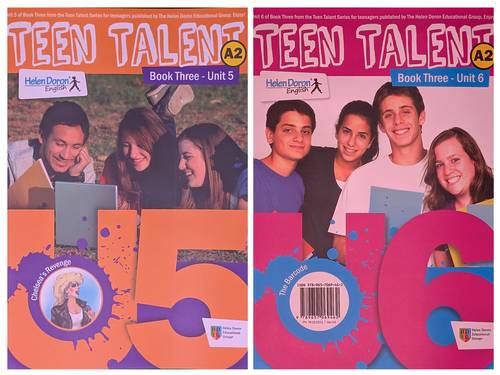 Unit 5 of Book Three from the Teen Talent Series for teenagers published by The Helen Doron Educational Group. Enjoy!
TEEN TALENT
A2
Book Three - Unit 5
Helen Doron
English
U5
Chelsea's Revenge
Helen Doron
Educational
Group
Unit 6 of Book Three from the Teen Talent Series for teenagers published by The Helen Doron Educational Group. Enjoy!
TEEN TALENT
A2
Book Three - Unit 6
Helen Doron
English
U6
The Barcode
Helen Doron
Educational
Group